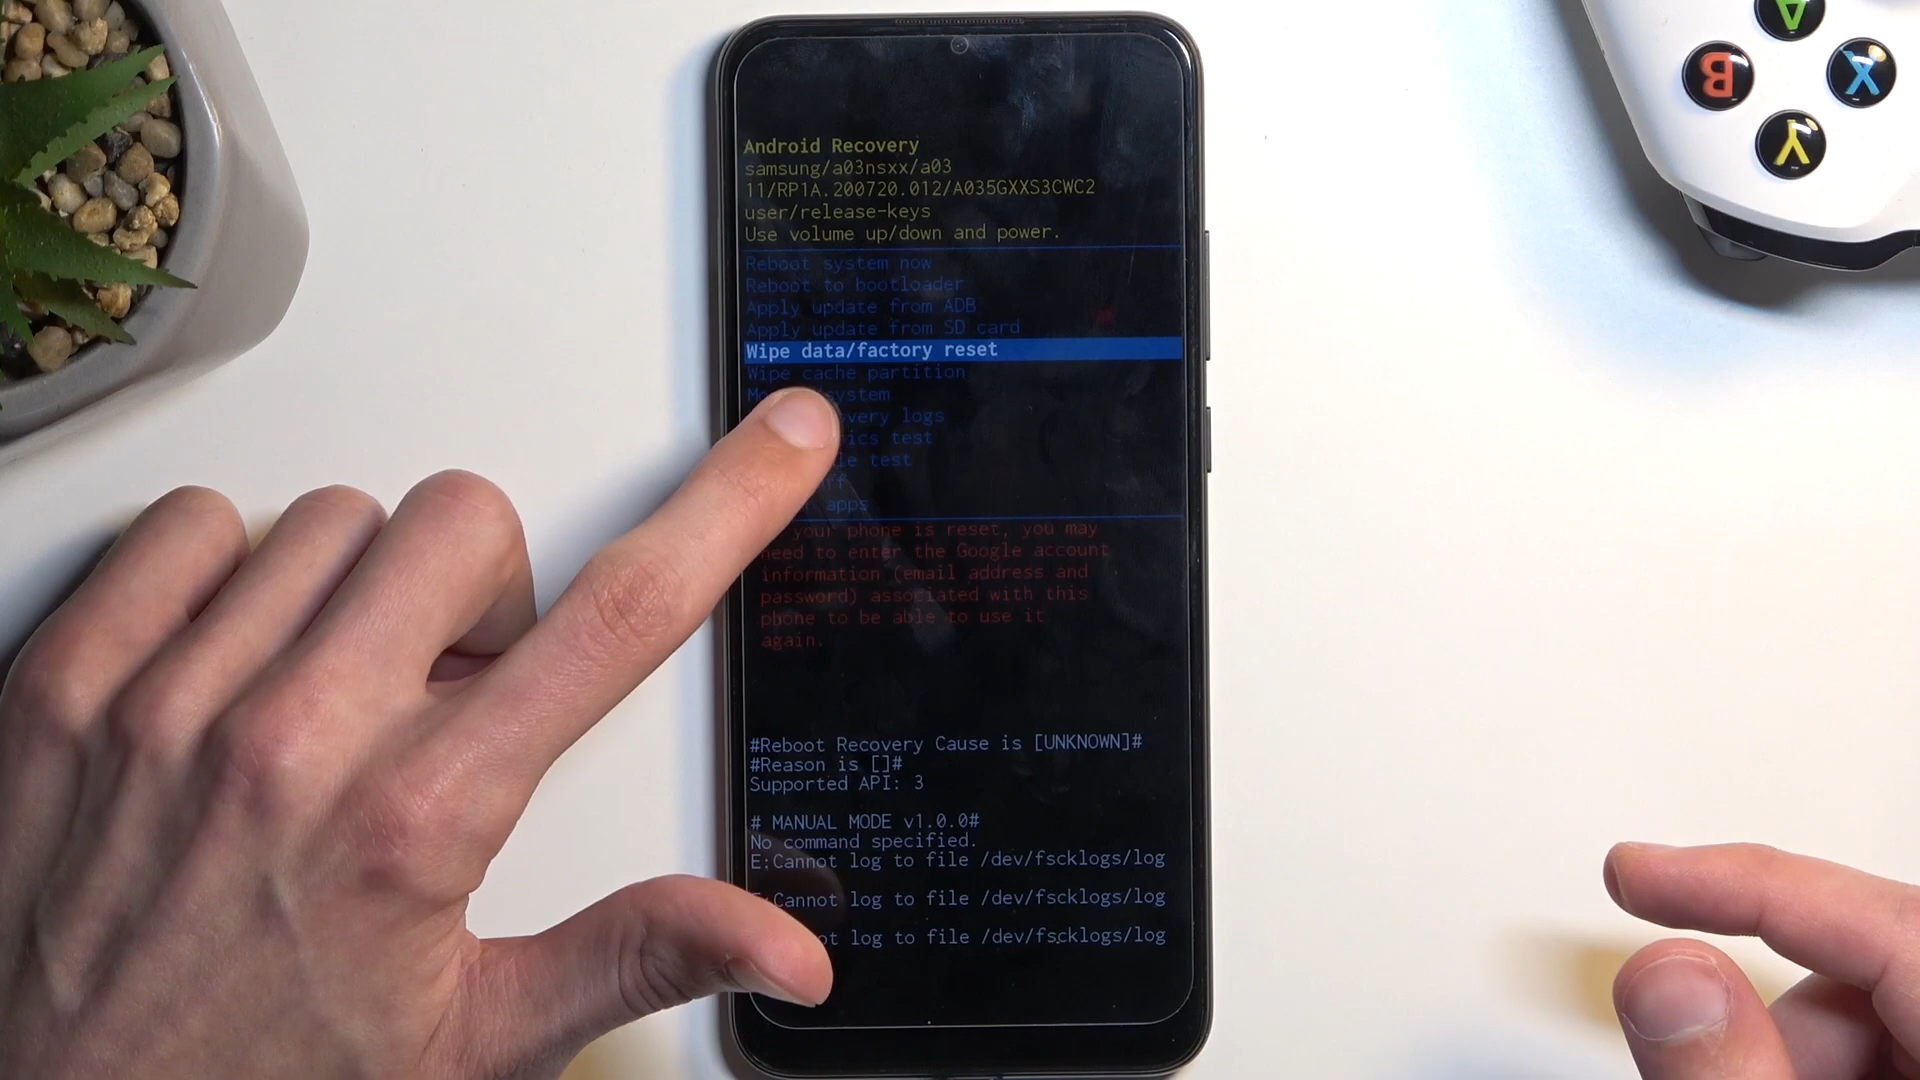 Android Recovery
samsung/a03nsxx/a03
11/RP1A.200720.012/A035GXXS3CWC2
user/release-keys
Use volume up/down and power.
Reboot system now
Reboot to bootloader
Apply update from ADB
Apply update from SD card
Wipe data/factory reset
Wipe cache partition
system
logs
test
test
apps
your phone is reset, you may
need to enter the Google account
information (email address and
password) associated with this
phone to be able to use it
again.
#Reboot Recovery Cause is [UNKNOWN]#
#Reason is []#
Supported API: 3
# MANUAL MODE v1.0.0#
No command specified.
E:Cannot log to file /dev/fscklogs/log
E:Cannot log to file /dev/fscklogs/log
log to file /dev/fscklogs/log
A
B
X
Y